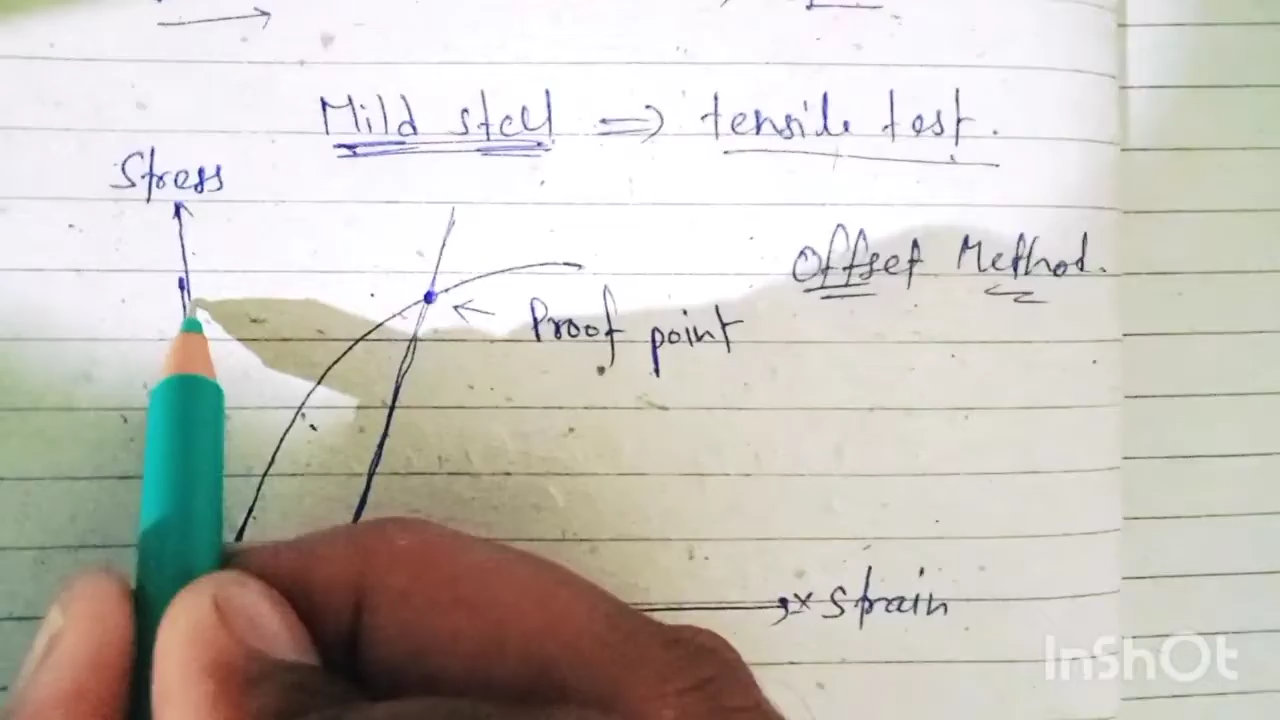 Mild steel ⇒ tensile test.
Stress
Offset Method.
Proof point
Strain
InShOt